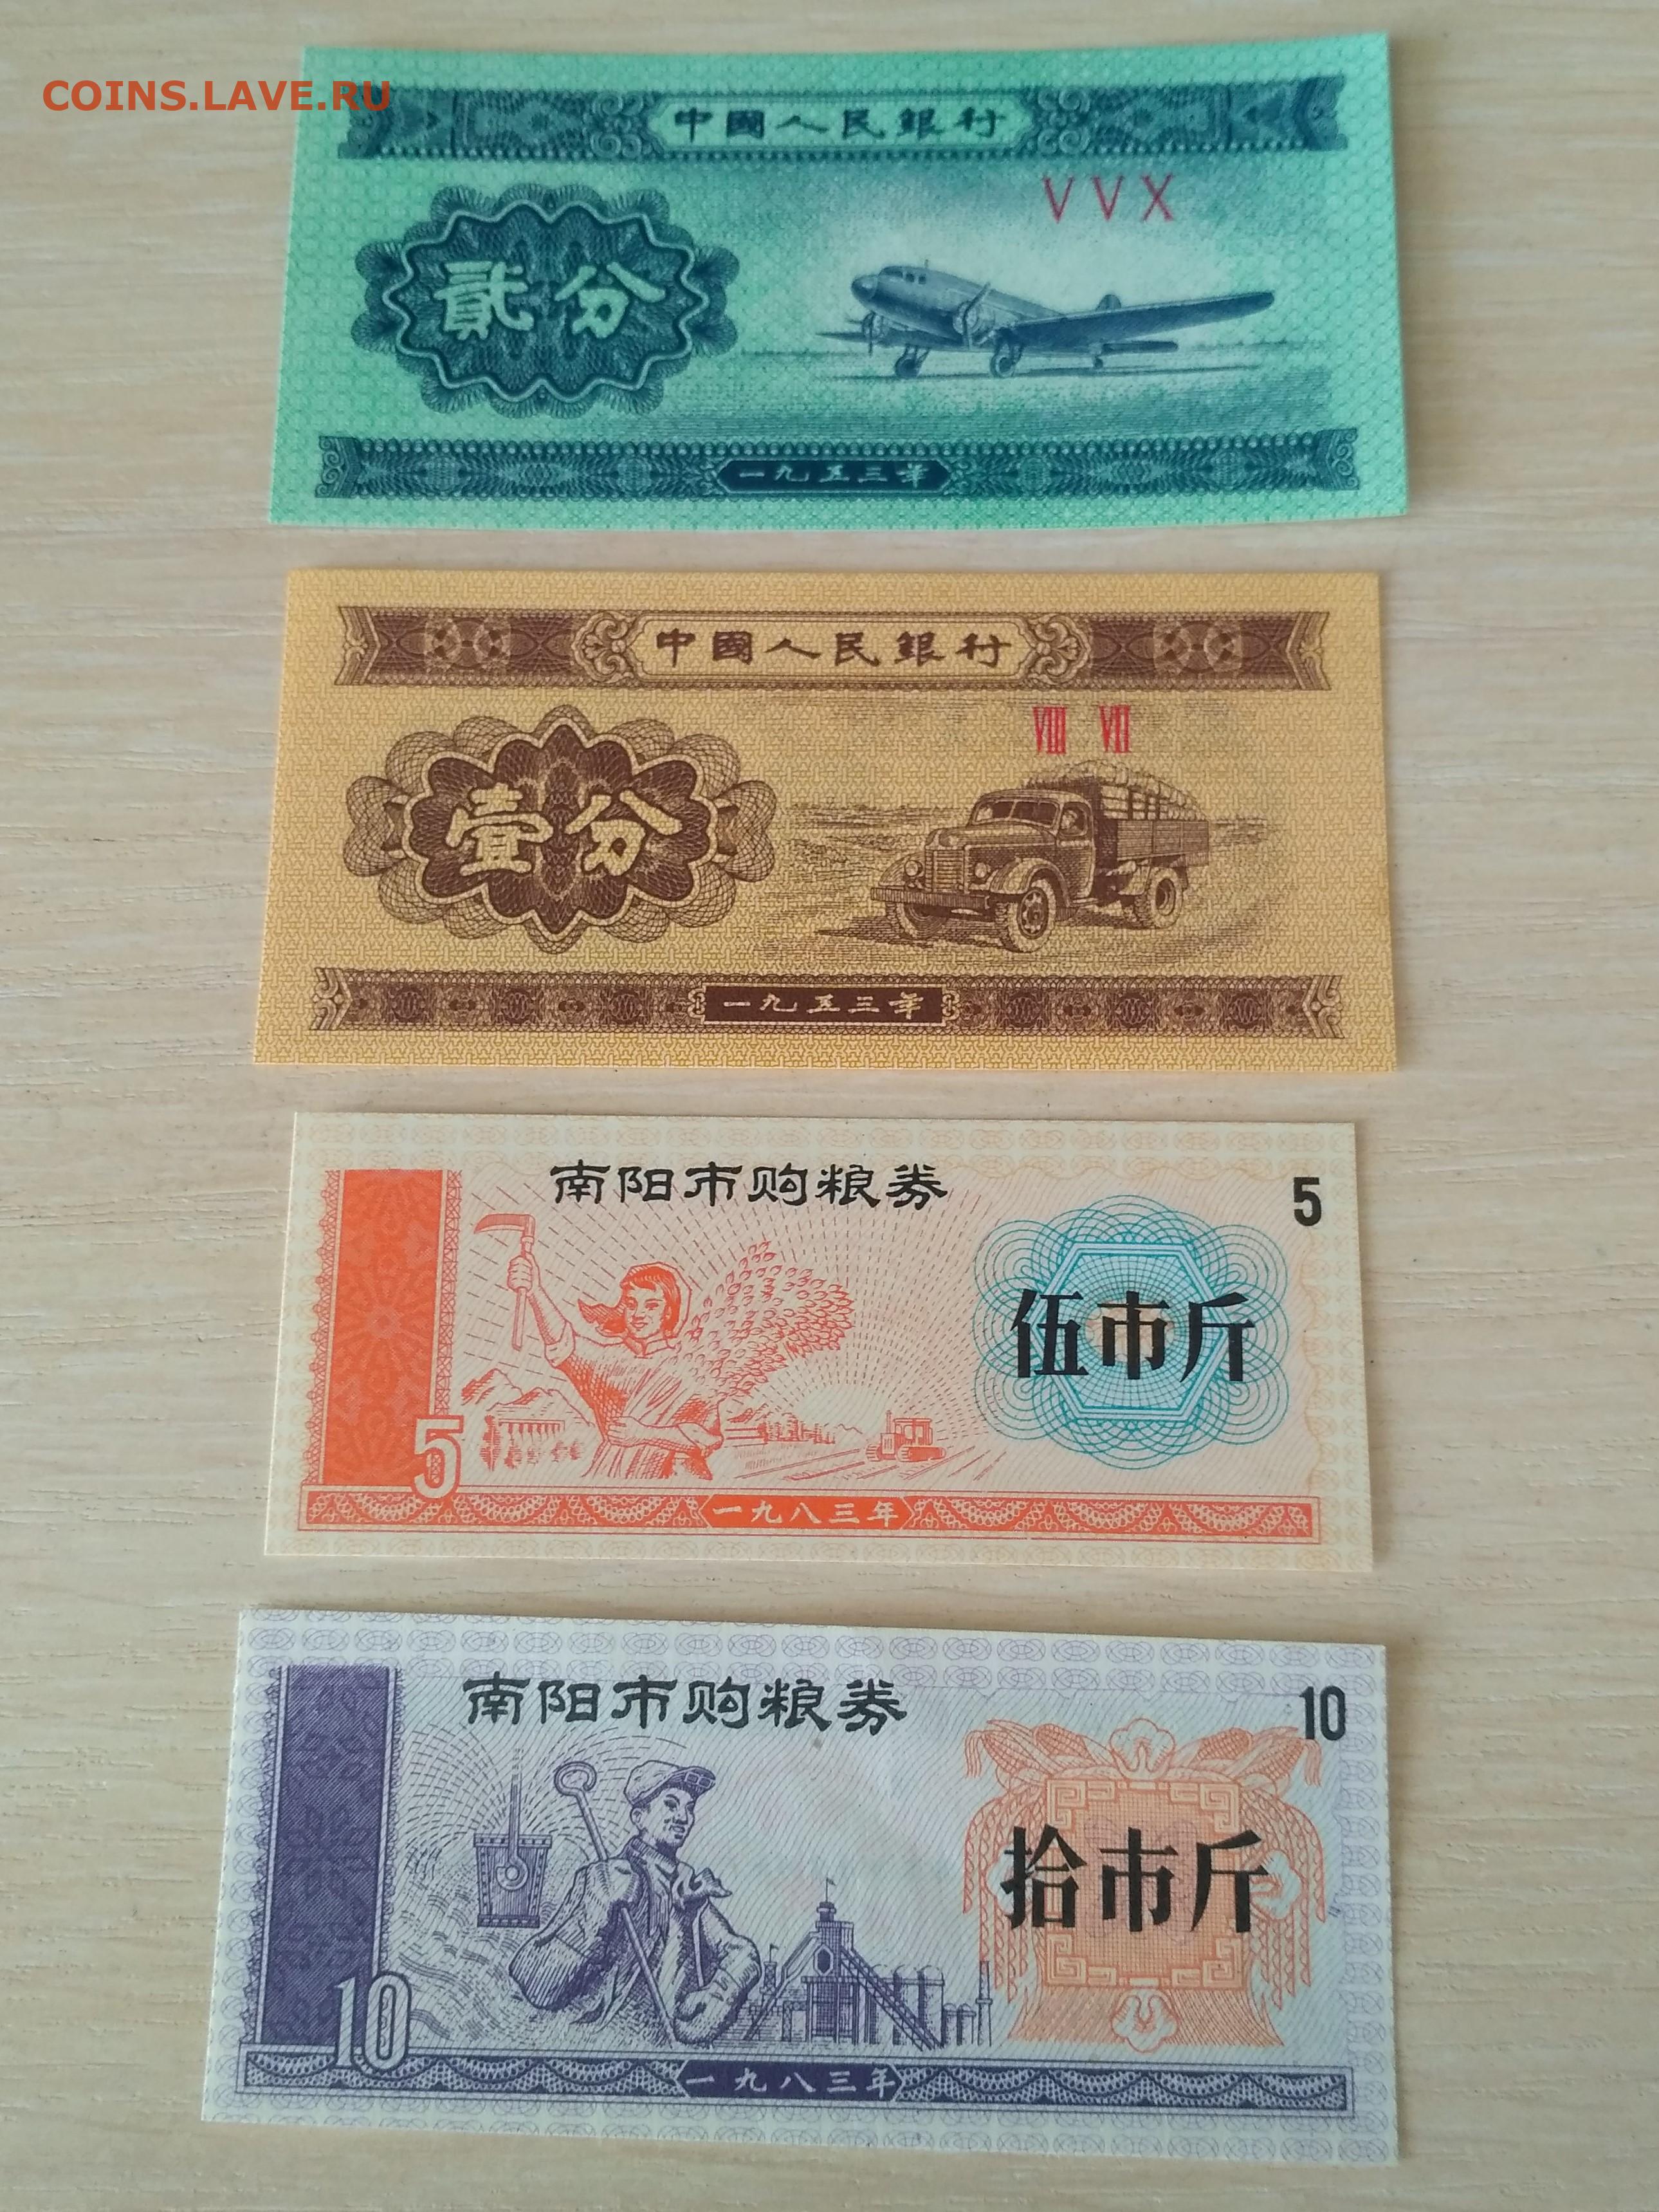 COINS.LAVE.RU
中國人民銀行
V V X
貳分
一九五三年
中國人民銀行
VIII VII
壹分
一九五三年
南阳市购粮券
5
伍市斤
5
一九八三年
南阳市购粮券
10
拾市斤
10
一九八三年